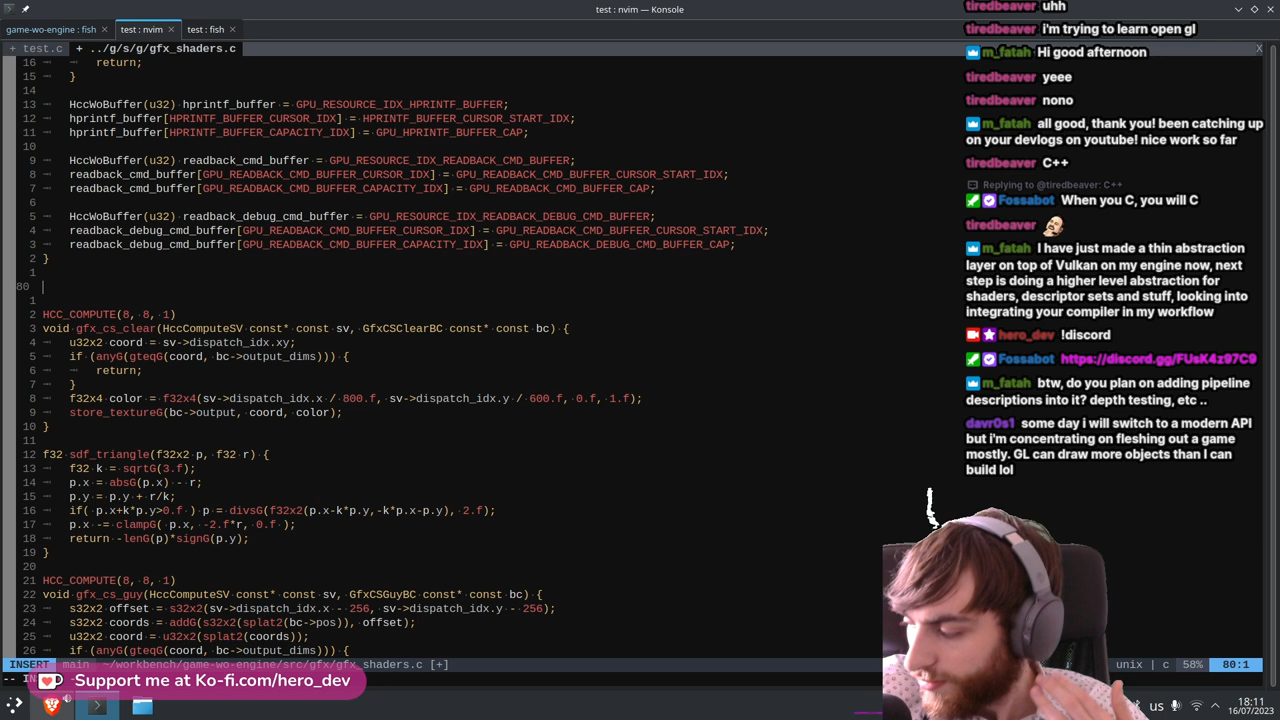 test : nvim — Konsole
game-wo-engine : fish
test : nvim
test : fish
+ test.c + ../g/s/g/gfx_shaders.c X
16 return;
15 }
14
13 HccWoBuffer(u32) hprintf_buffer = GPU_RESOURCE_IDX_HPRINTF_BUFFER;
12 hprintf_buffer[HPRINTF_BUFFER_CURSOR_IDX] = HPRINTF_BUFFER_CURSOR_START_IDX;
11 hprintf_buffer[HPRINTF_BUFFER_CAPACITY_IDX] = GPU_HPRINTF_BUFFER_CAP;
10
9 HccWoBuffer(u32) readback_cmd_buffer = GPU_RESOURCE_IDX_READBACK_CMD_BUFFER;
8 readback_cmd_buffer[GPU_READBACK_CMD_BUFFER_CURSOR_IDX] = GPU_READBACK_CMD_BUFFER_CURSOR_START_IDX;
7 readback_cmd_buffer[GPU_READBACK_CMD_BUFFER_CAPACITY_IDX] = GPU_READBACK_CMD_BUFFER_CAP;
6
5 HccWoBuffer(u32) readback_debug_cmd_buffer = GPU_RESOURCE_IDX_READBACK_DEBUG_CMD_BUFFER;
4 readback_debug_cmd_buffer[GPU_READBACK_CMD_BUFFER_CURSOR_IDX] = GPU_READBACK_CMD_BUFFER_CURSOR_START_IDX;
3 readback_debug_cmd_buffer[GPU_READBACK_CMD_BUFFER_CAPACITY_IDX] = GPU_READBACK_DEBUG_CMD_BUFFER_CAP;
2 }
1
80
1
2 HCC_COMPUTE(8, 8, 1)
3 void gfx_cs_clear(HccComputeSV const* const sv, GfxCSClearBC const* const bc) {
4 u32x2 coord = sv->dispatch_idx.xy;
5 if (anyG(gteqG(coord, bc->output_dims))) {
6 return;
7 }
8 f32x4 color = f32x4(sv->dispatch_idx.x / 800.f, sv->dispatch_idx.y / 600.f, 0.f, 1.f);
9 store_textureG(bc->output, coord, color);
10 }
11
12 f32 sdf_triangle(f32x2 p, f32 r) {
13 f32 k = sqrtG(3.f);
14 p.x = absG(p.x) - r;
15 p.y = p.y + r/k;
16 if( p.x+k*p.y>0.f ) p = divsG(f32x2(p.x-k*p.y,-k*p.x-p.y), 2.f);
17 p.x -= clampG( p.x, -2.f*r, 0.f );
18 return -lenG(p)*signG(p.y);
19 }
20
21 HCC_COMPUTE(8, 8, 1)
22 void gfx_cs_guy(HccComputeSV const* const sv, GfxCSGuyBC const* const bc) {
23 s32x2 offset = s32x2(sv->dispatch_idx.x - 256, sv->dispatch_idx.y - 256);
24 s32x2 coords = addG(s32x2(splat2(bc->pos)), offset);
25 u32x2 coord = u32x2(splat2(coords));
26 if (anyG(gteqG(coord, bc->output_dims))) {
INSERT main ~/workbench/game-wo-engine/src/gfx/gfx_shaders.c [+] unix | c 58% 80:1
-- IN
Support me at Ko-fi.com/hero_dev
us 18:11
16/07/2023
tiredbeaver uhh
tiredbeaver i'm trying to learn open gl
m_fatah Hi good afternoon
tiredbeaver yeee
tiredbeaver nono
m_fatah all good, thank you! been catching up
on your devlogs on youtube! nice work so far
tiredbeaver C++
Replying to @tiredbeaver: C++
Fossabot When you C, you will C
tiredbeaver
m_fatah I have just made a thin abstraction
layer on top of Vulkan on my engine now, next
step is doing a higher level abstraction for
shaders, descriptor sets and stuff, looking into
integrating your compiler in my workflow
hero_dev !discord
Fossabot https://discord.gg/FUsK4z97C9
m_fatah btw, do you plan on adding pipeline
descriptions into it? depth testing, etc ..
davr0s1 some day i will switch to a modern API
but i'm concentrating on fleshing out a game
mostly. GL can draw more objects than I can
build lol